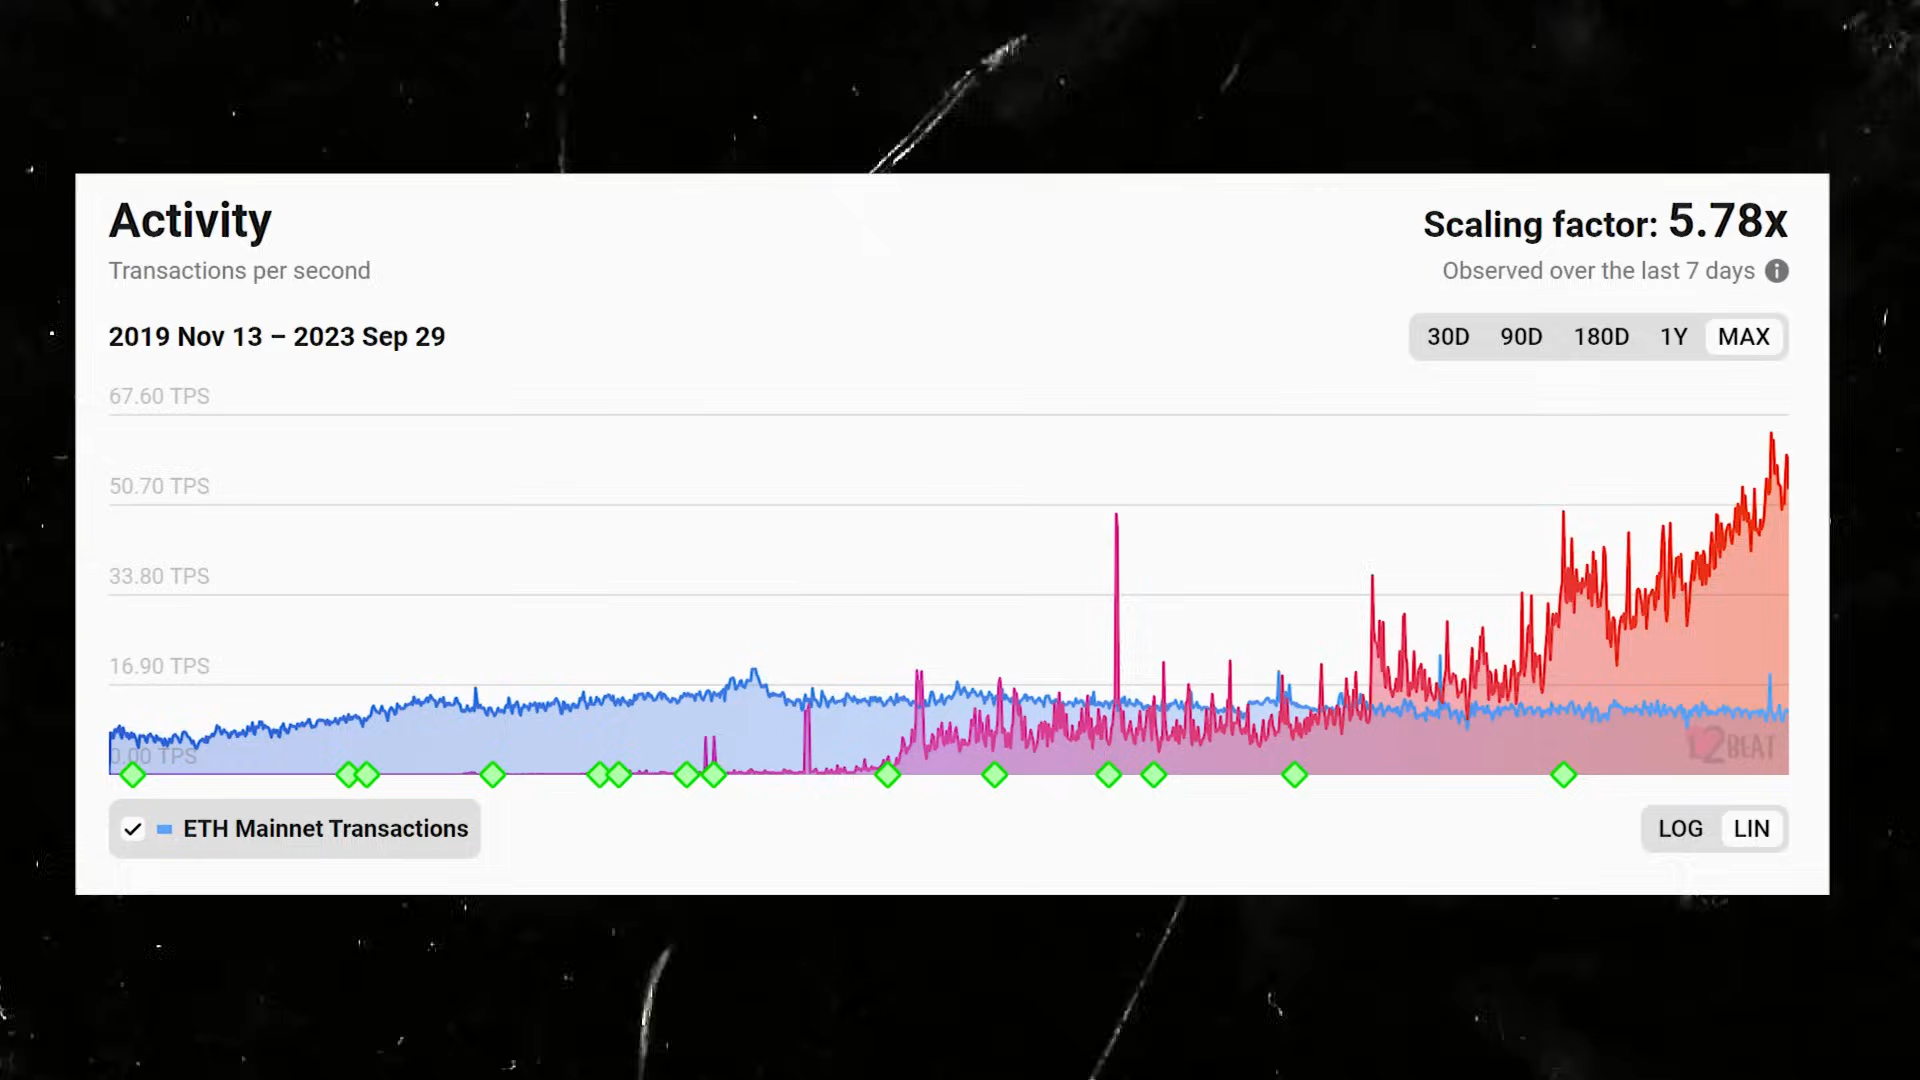 Activity
Scaling factor: 5.78x
Transactions per second
Observed over the last 7 days
2019 Nov 13 – 2023 Sep 29
30D 90D 180D 1Y MAX
67.60 TPS
50.70 TPS
33.80 TPS
16.90 TPS
0.00 TPS
L2BEAT
ETH Mainnet Transactions
LOG LIN